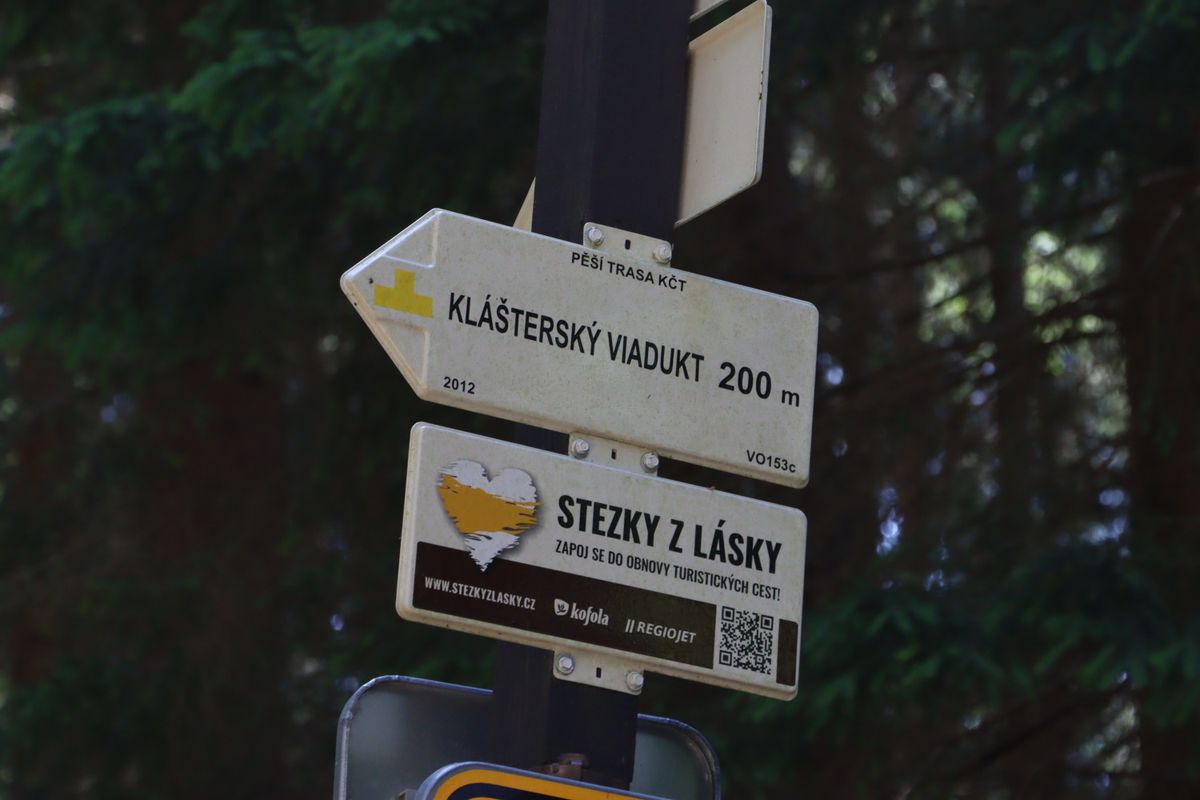 PĚŠÍ TRASA KČT
KLÁŠTERSKÝ VIADUKT 200 m
2012
VO153c
STEZKY Z LÁSKY
ZAPOJ SE DO OBNOVY TURISTICKÝCH CEST!
WWW.STEZKYZLASKY.CZ kofola // REGIOJET